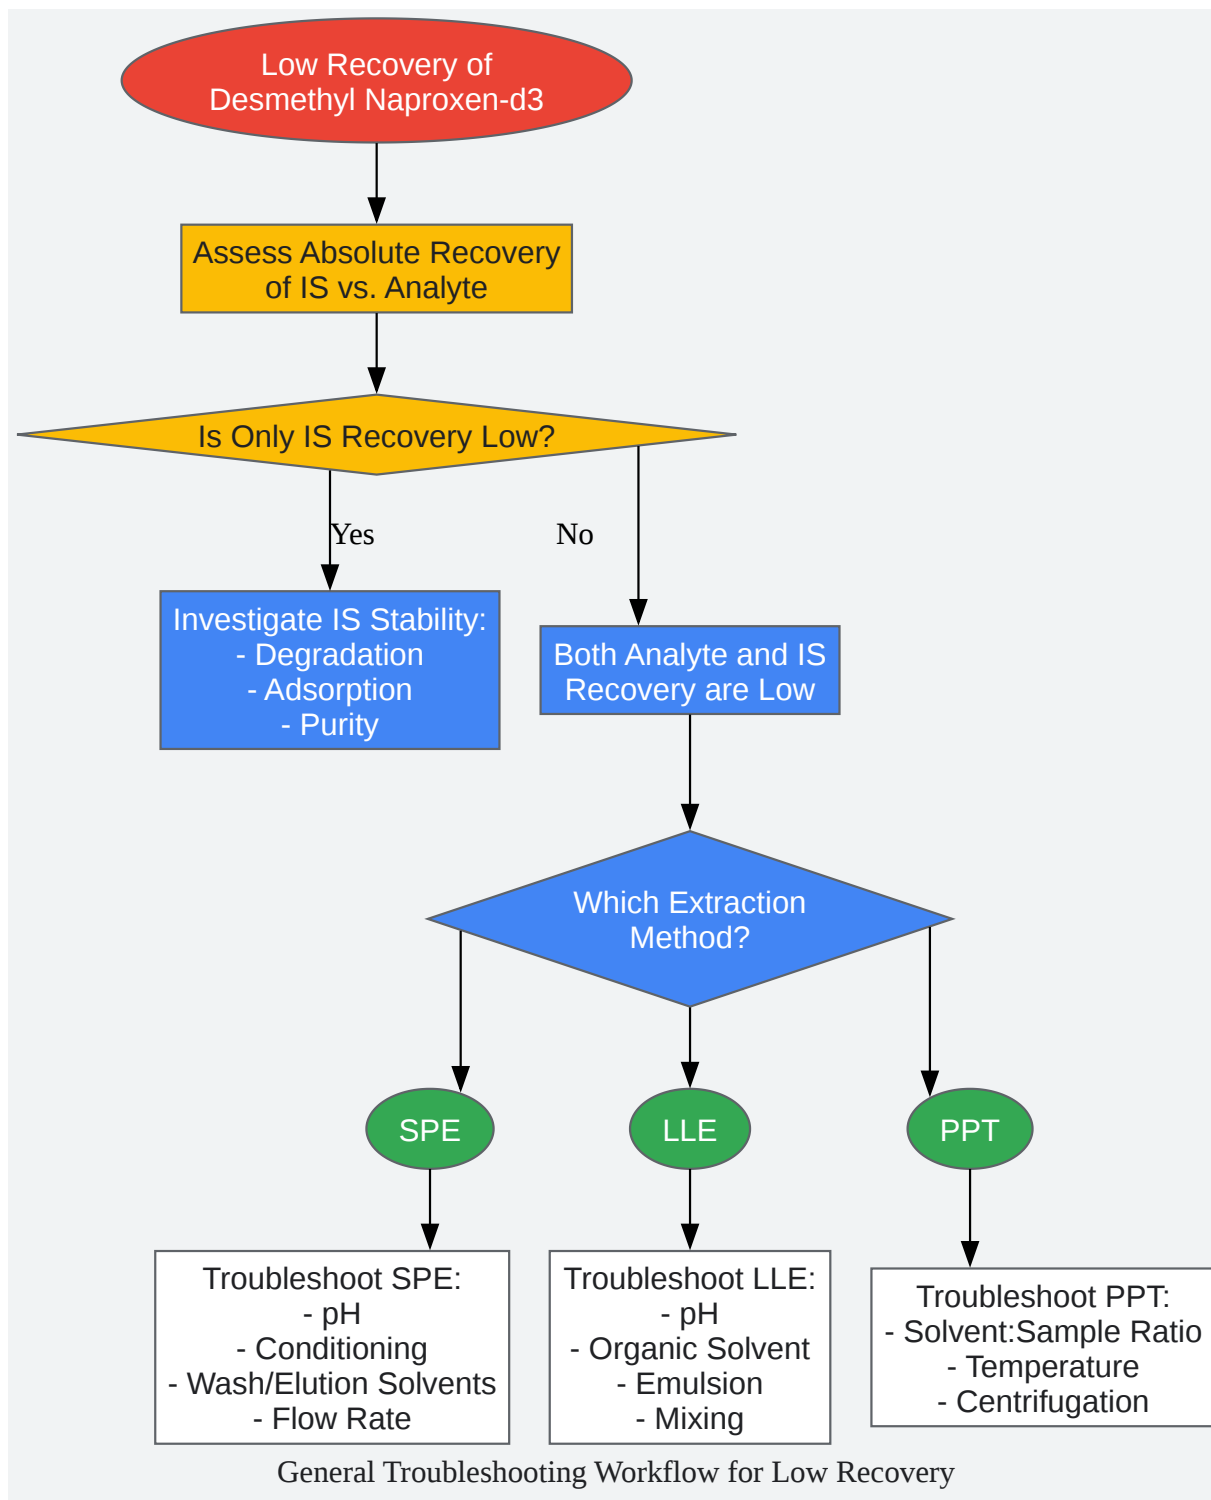 Low Recovery of
Desmethyl Naproxen-d3
Assess Absolute Recovery
of IS vs. Analyte
Is Only IS Recovery Low?
Yes
No
Investigate IS Stability:
- Degradation
- Adsorption
- Purity
Both Analyte and IS
Recovery are Low
Which Extraction
Method?
SPE
LLE
PPT
Troubleshoot SPE:
- pH
- Conditioning
- Wash/Elution Solvents
- Flow Rate
Troubleshoot LLE:
- pH
- Organic Solvent
- Emulsion
- Mixing
Troubleshoot PPT:
- Solvent:Sample Ratio
- Temperature
- Centrifugation
General Troubleshooting Workflow for Low Recovery